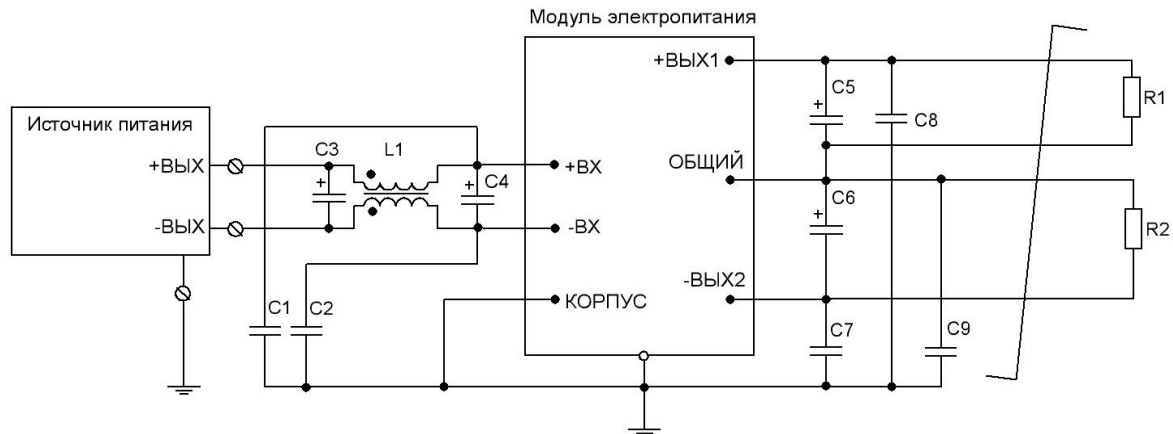 Модуль электропитания
Источник питания
+ВЫХ
-ВЫХ
C3
+
L1
+
C4
C1
C2
+ВХ
-ВХ
КОРПУС
+ВЫХ1
ОБЩИЙ
-ВЫХ2
C5
+
C8
C6
+
C7
C9
R1
R2